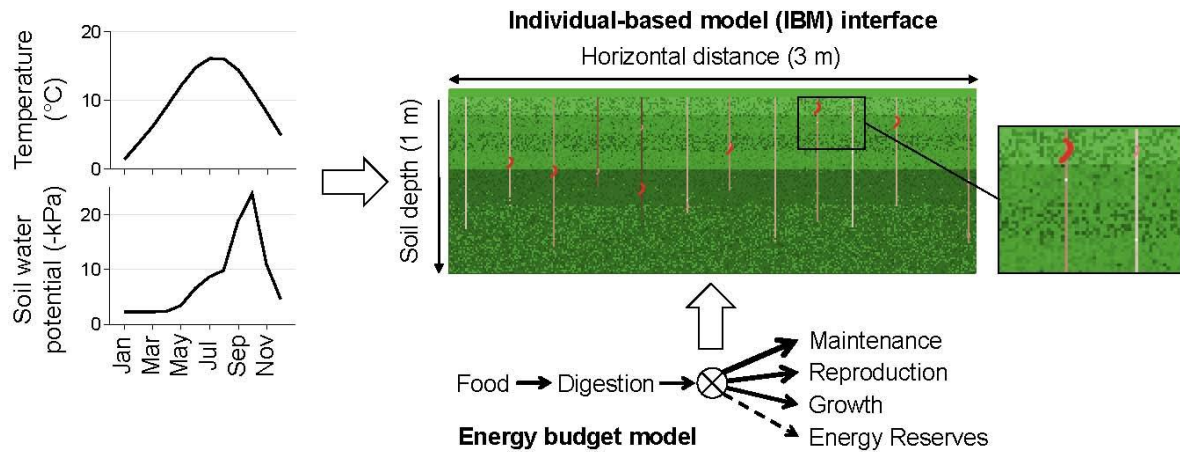 Temperature
(°C)
20
10
0
Soil water
potential (-kPa)
20
10
0
Jan
Mar
May
Jul
Sep
Nov
Individual-based model (IBM) interface
Horizontal distance (3 m)
Soil depth (1 m)
Food
Digestion
Maintenance
Reproduction
Growth
Energy Reserves
Energy budget model